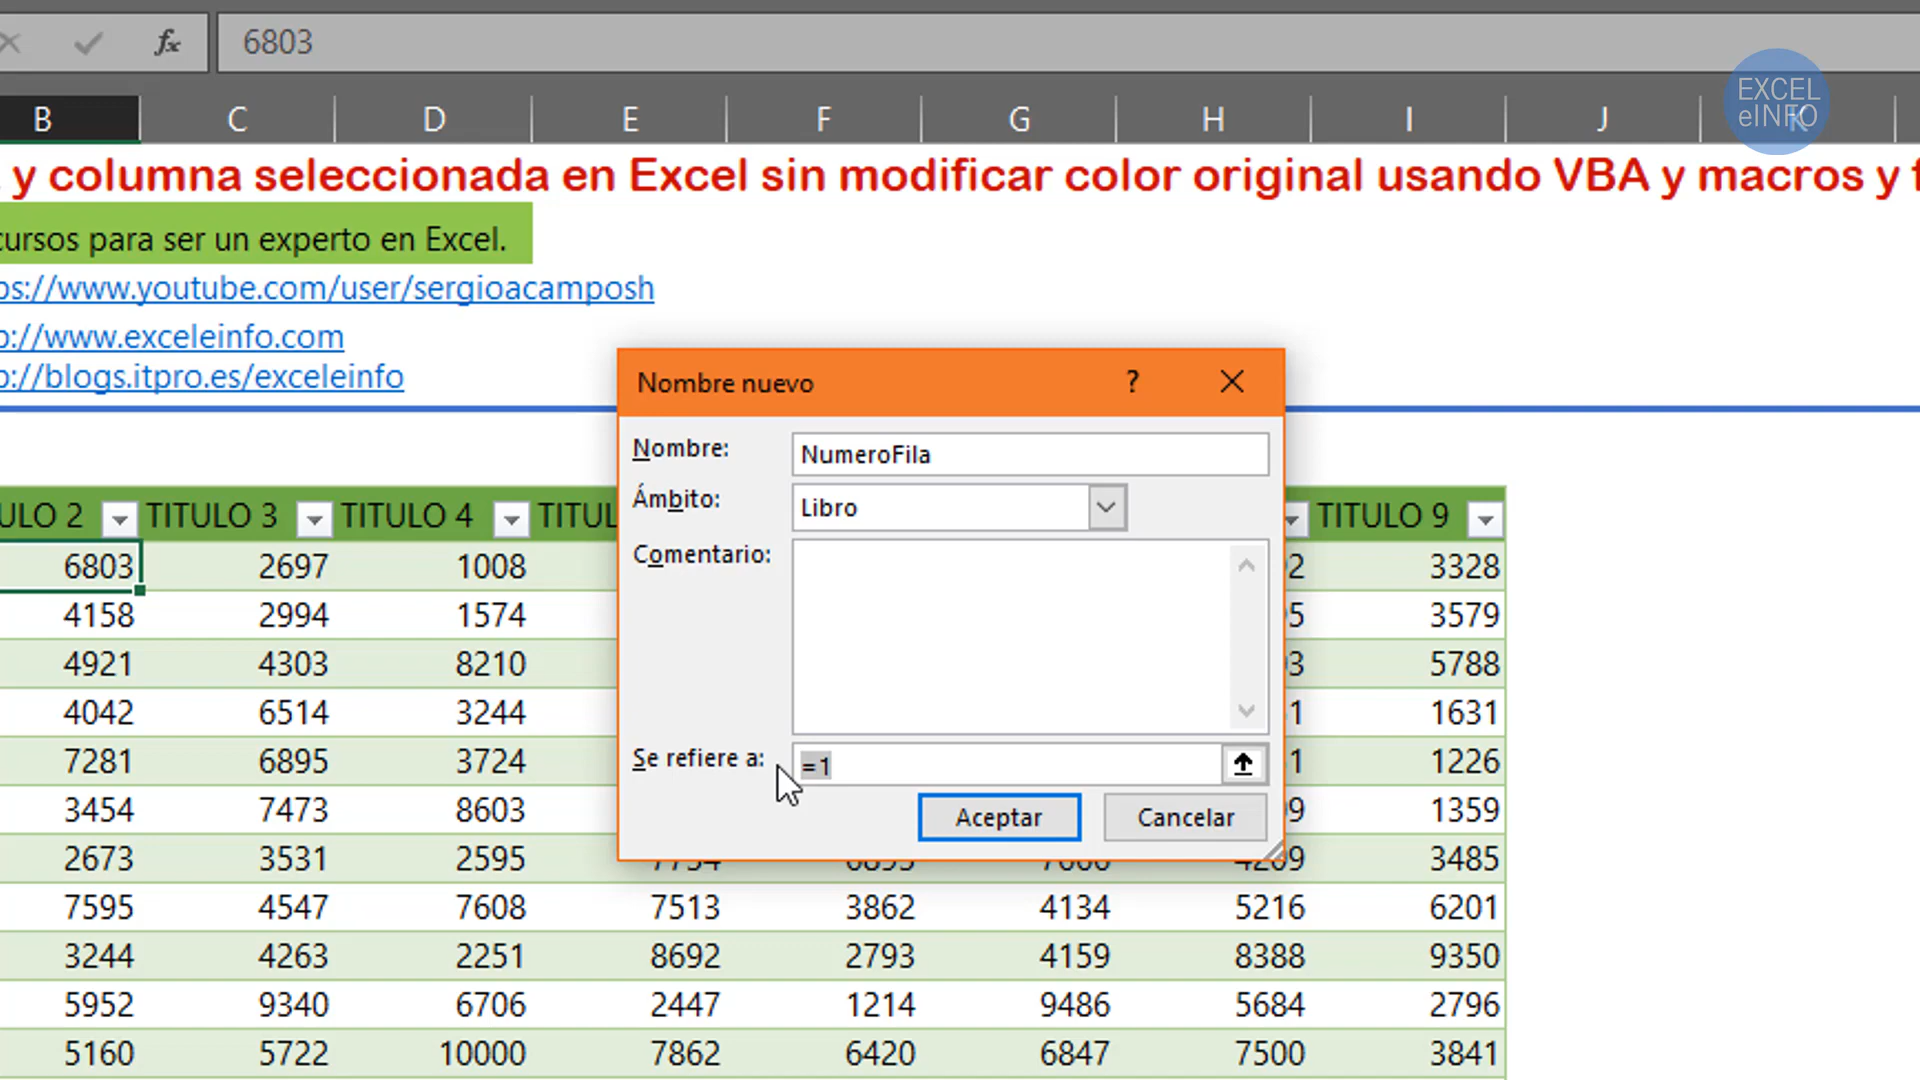 6803
EXCEL
eINFO
B C D E F G H I J K
y columna seleccionada en Excel sin modificar color original usando VBA y macros y
cursos para ser un experto en Excel.
ps://www.youtube.com/user/sergioacamposh
p://www.exceleinfo.com
p://blogs.itpro.es/exceleinfo
Nombre nuevo ?
Nombre: NumeroFila
Ámbito: Libro
Comentario:
Se refiere a: =1
Aceptar Cancelar
ULO 2 TITULO 3 TITULO 4 TITUL TITULO 9
6803 2697 1008 3328
4158 2994 1574 3579
4921 4303 8210 5788
4042 6514 3244 1631
7281 6895 3724 1226
3454 7473 8603 1359
2673 3531 2595 3485
7595 4547 7608 7513 3862 4134 5216 6201
3244 4263 2251 8692 2793 4159 8388 9350
5952 9340 6706 2447 1214 9486 5684 2796
5160 5722 10000 7862 6420 6847 7500 3841